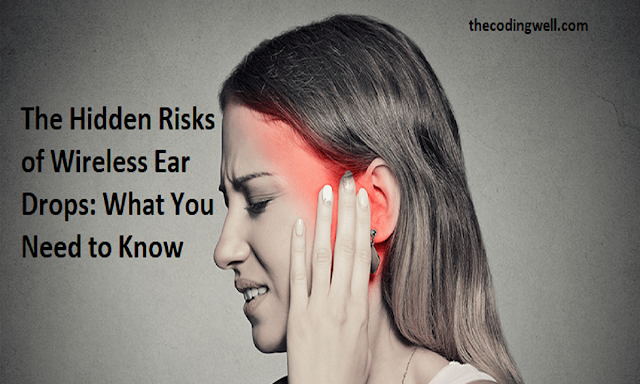 thecodingwell.com
The Hidden Risks
of Wireless Ear
Drops: What You
Need to Know